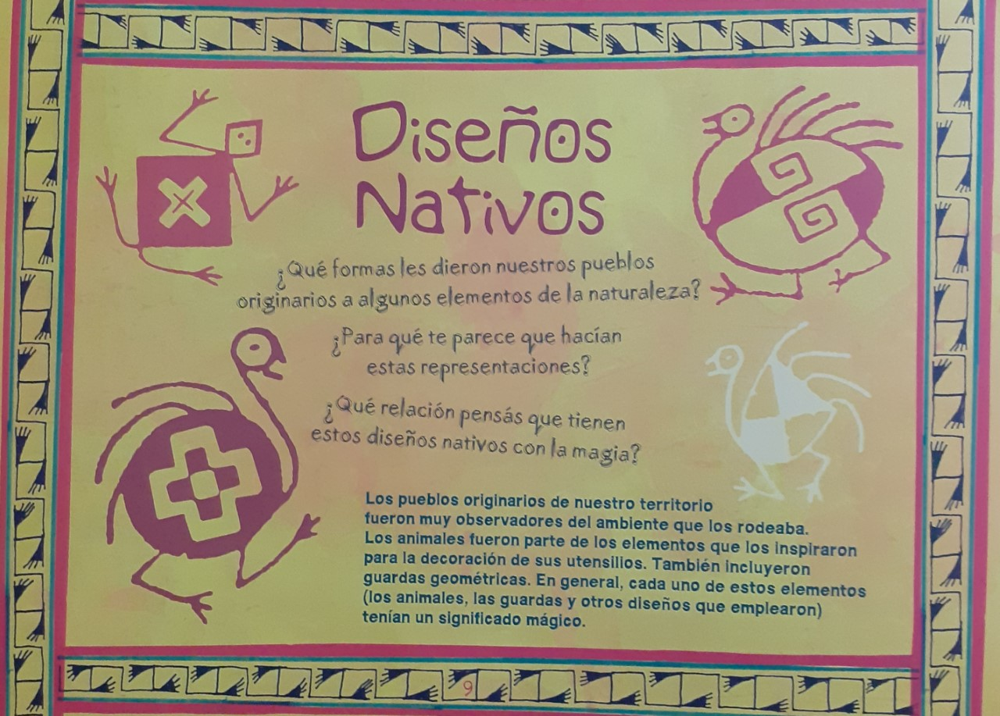 Diseños
Nativos
¿Qué formas les dieron nuestros pueblos
originarios a algunos elementos de la naturaleza?
¿Para qué te parece que hacían
estas representaciones?
¿Qué relación pensás que tienen
estos diseños nativos con la magia?
Los pueblos originarios de nuestro territorio
fueron muy observadores del ambiente que los rodeaba.
Los animales fueron parte de los elementos que los inspiraron
para la decoración de sus utensilios. También incluyeron
guardas geométricas. En general, cada uno de estos elementos
(los animales, las guardas y otros diseños que emplearon)
tenían un significado mágico.
9